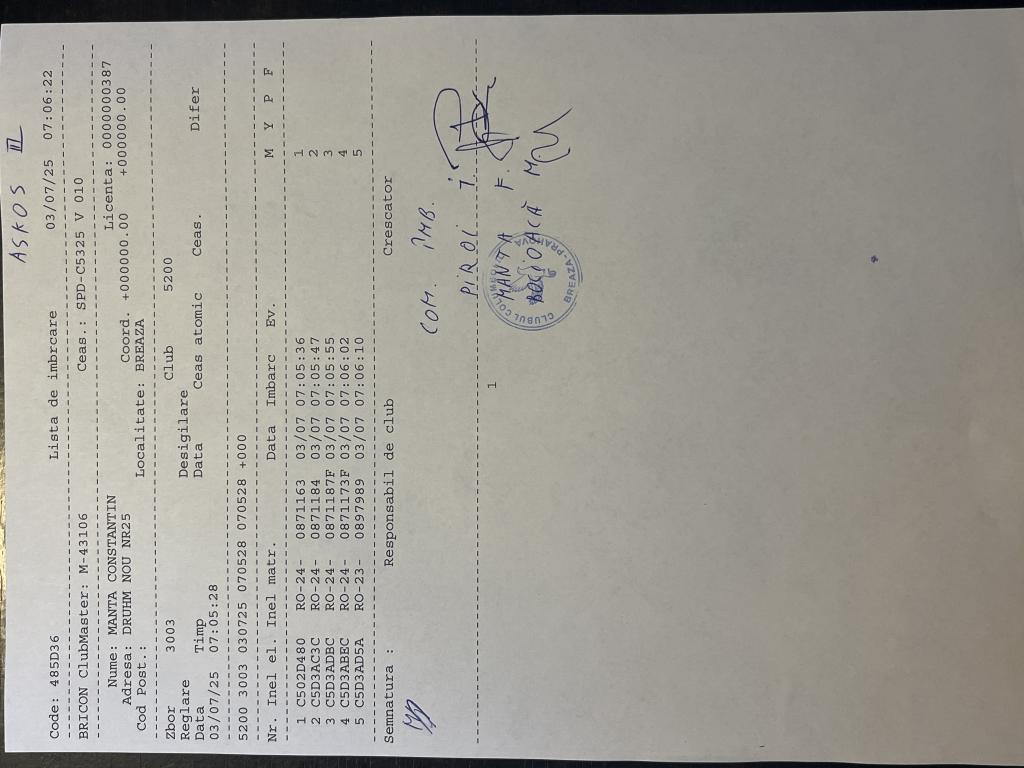 ASKOS III
Code: 485D36 Lista de imbrcare 03/07/25 07:06:22
BRICON ClubMaster: M-43106 Ceas.: SPD-C5325 V 010
Nume: MANTA CONSTANTIN Licenta: 0000000387
Adresa: DRUHM NOU NR25 Coord. +000000.00 +000000.00
Cod Post.: Localitate: BREAZA
Zbor 3003 Club 5200
Reglare Desigilare
Data Timp Data Ceas atomic Ceas. Difer
03/07/25 07:05:28
5200 3003 030725 070528 070528 +000
Nr. Inel el. Inel matr. Data Imbarc Ev. M Y P F
1 C502D480 RO-24- 0871163 03/07 07:05:36 1
2 C5D3AC3C RO-24- 0871184 03/07 07:05:47 2
3 C5D3ADBC RO-24- 0871187F 03/07 07:05:55 3
4 C5D3ABEC RO-24- 0871173F 03/07 07:06:02 4
5 C5D3AD5A RO-23- 0897989 03/07 07:06:10 5
Semnatura : Responsabil de club Crescator
COM. IMB.
PIROI I.
MANTA F.
CLUBUL COLUMBO
BREAZA-PRAHOVA
1